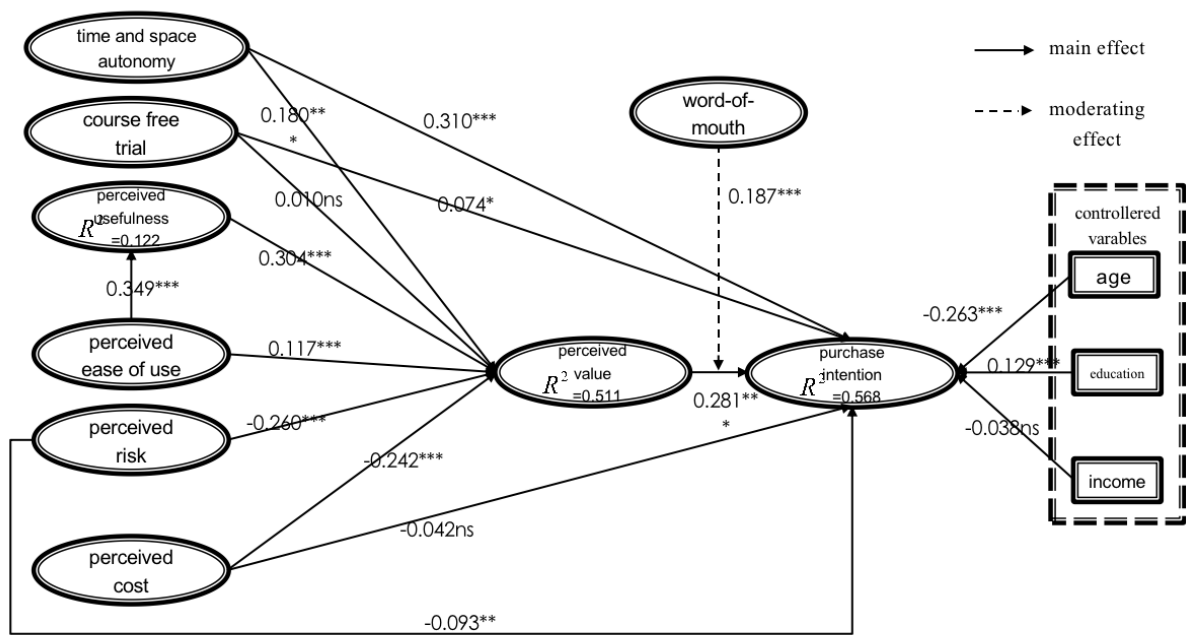 time and space
autonomy
course free
trial
perceived
usefulness
R²
=0.122
0.349***
perceived
ease of use
perceived
risk
perceived
cost
0.180**
*
0.310***
0.010ns
0.074*
0.304***
0.117***
-0.260***
-0.242***
-0.042ns
-0.093**
perceived
value
R²
=0.511
0.281**
*
word-of-
mouth
0.187***
purchase
intention
R²
=0.568
main effect
moderating
effect
controllered
varables
age
education
income
-0.263***
0.129***
-0.038ns